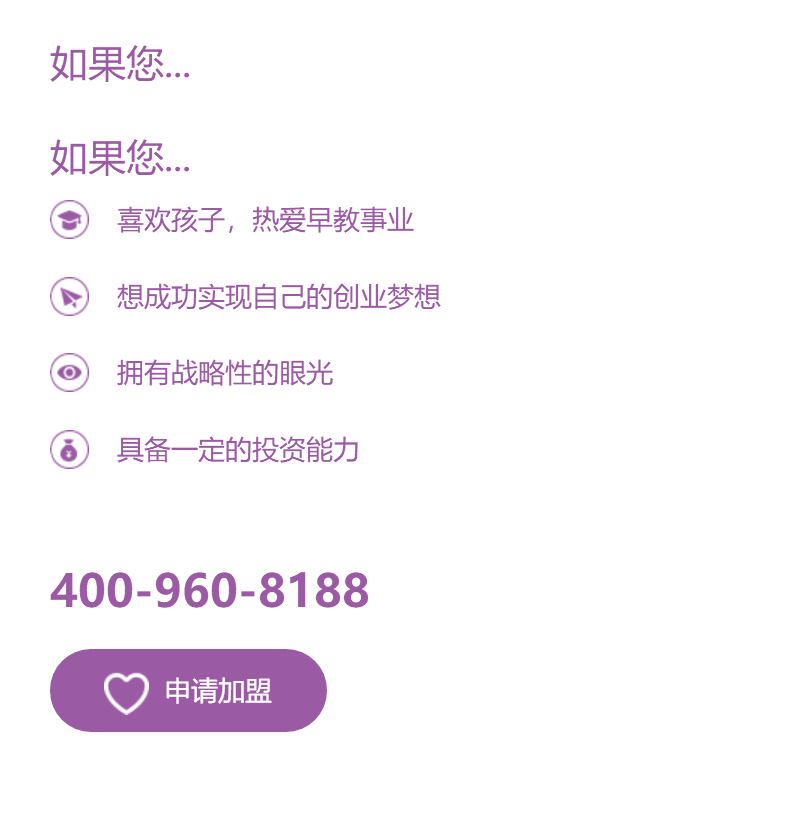 如果您...
如果您...
喜欢孩子，热爱早教事业
想成功实现自己的创业梦想
拥有战略性的眼光
具备一定的投资能力
400-960-8188
申请加盟